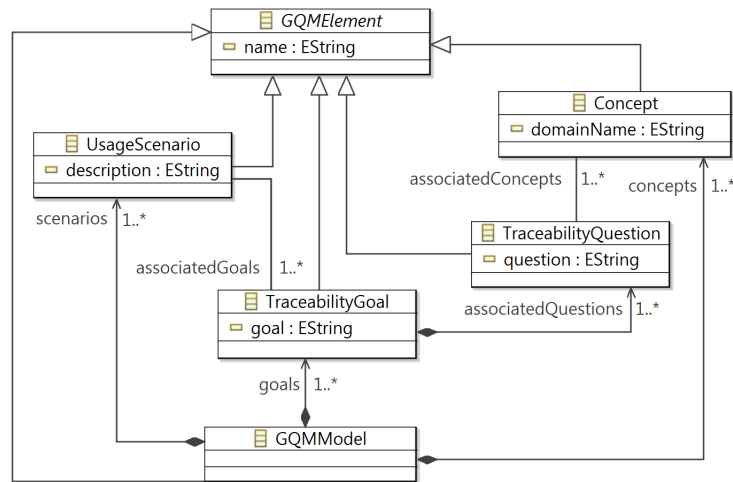 GQMElement
name : EString
Concept
domainName : EString
UsageScenario
description : EString
associatedConcepts
1..*
concepts
1..*
scenarios
1..*
TraceabilityQuestion
question : EString
associatedGoals
1..*
TraceabilityGoal
goal : EString
associatedQuestions
1..*
goals
1..*
GQMModel